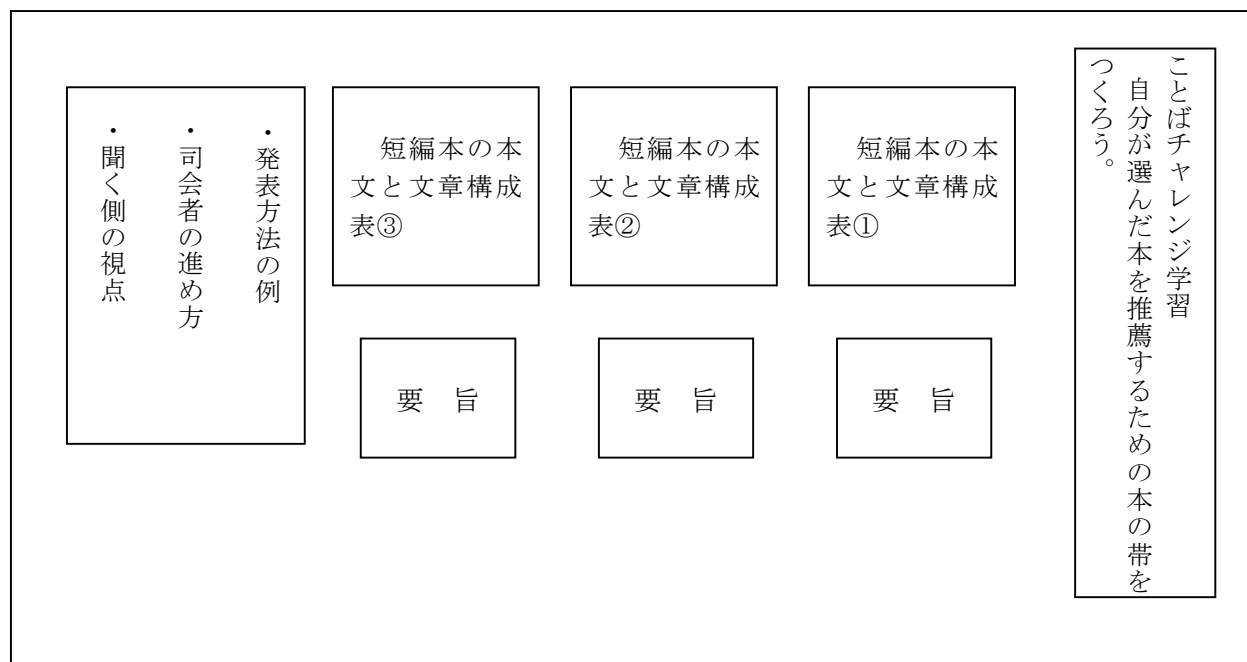 ことばチャレンジ学習
自分が選んだ本を推薦するための本の帯を
つくろう。
短編本の本
文と文章構成
表①
要　旨
短編本の本
文と文章構成
表②
要　旨
短編本の本
文と文章構成
表③
要　旨
・発表方法の例
・司会者の進め方
・聞く側の視点